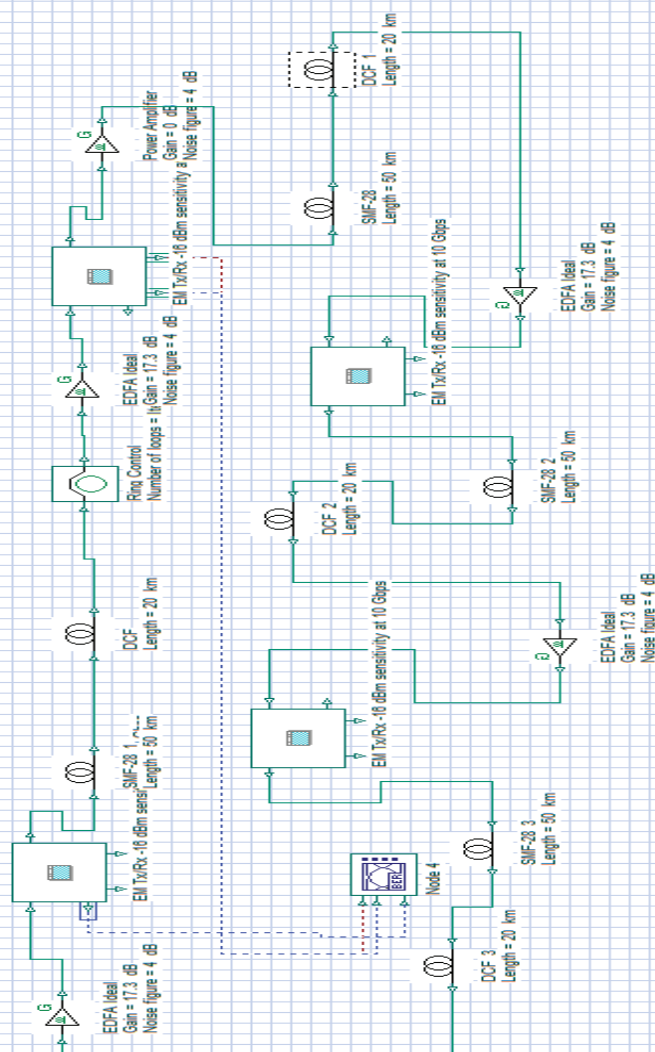 EDFA Ideal
Gain = 17.3 dB
Noise figure = 4 dB
G
EM Tx/Rx -16 dBm sensi
SMF-28 1
Length = 50 km
DCF
Length = 20 km
Ring Control
Number of loops =
EDFA Ideal
Gain = 17.3 dB
Noise figure = 4 dB
G
EM Tx/Rx -16 dBm sensitivity a
Power Amplifier
Gain = 0 dB
Noise figure = 4 dB
G
SMF-28
Length = 50 km
DCF 1
Length = 20 km
EDFA Ideal
Gain = 17.3 dB
Noise figure = 4 dB
G
EM Tx/Rx -16 dBm sensitivity at 10 Gbps
SMF-28 2
Length = 50 km
DCF 2
Length = 20 km
EDFA Ideal
Gain = 17.3 dB
Noise figure = 4 dB
G
EM Tx/Rx -16 dBm sensitivity at 10 Gbps
BER
Node 4
SMF-28 3
Length = 50 km
DCF 3
Length = 20 km